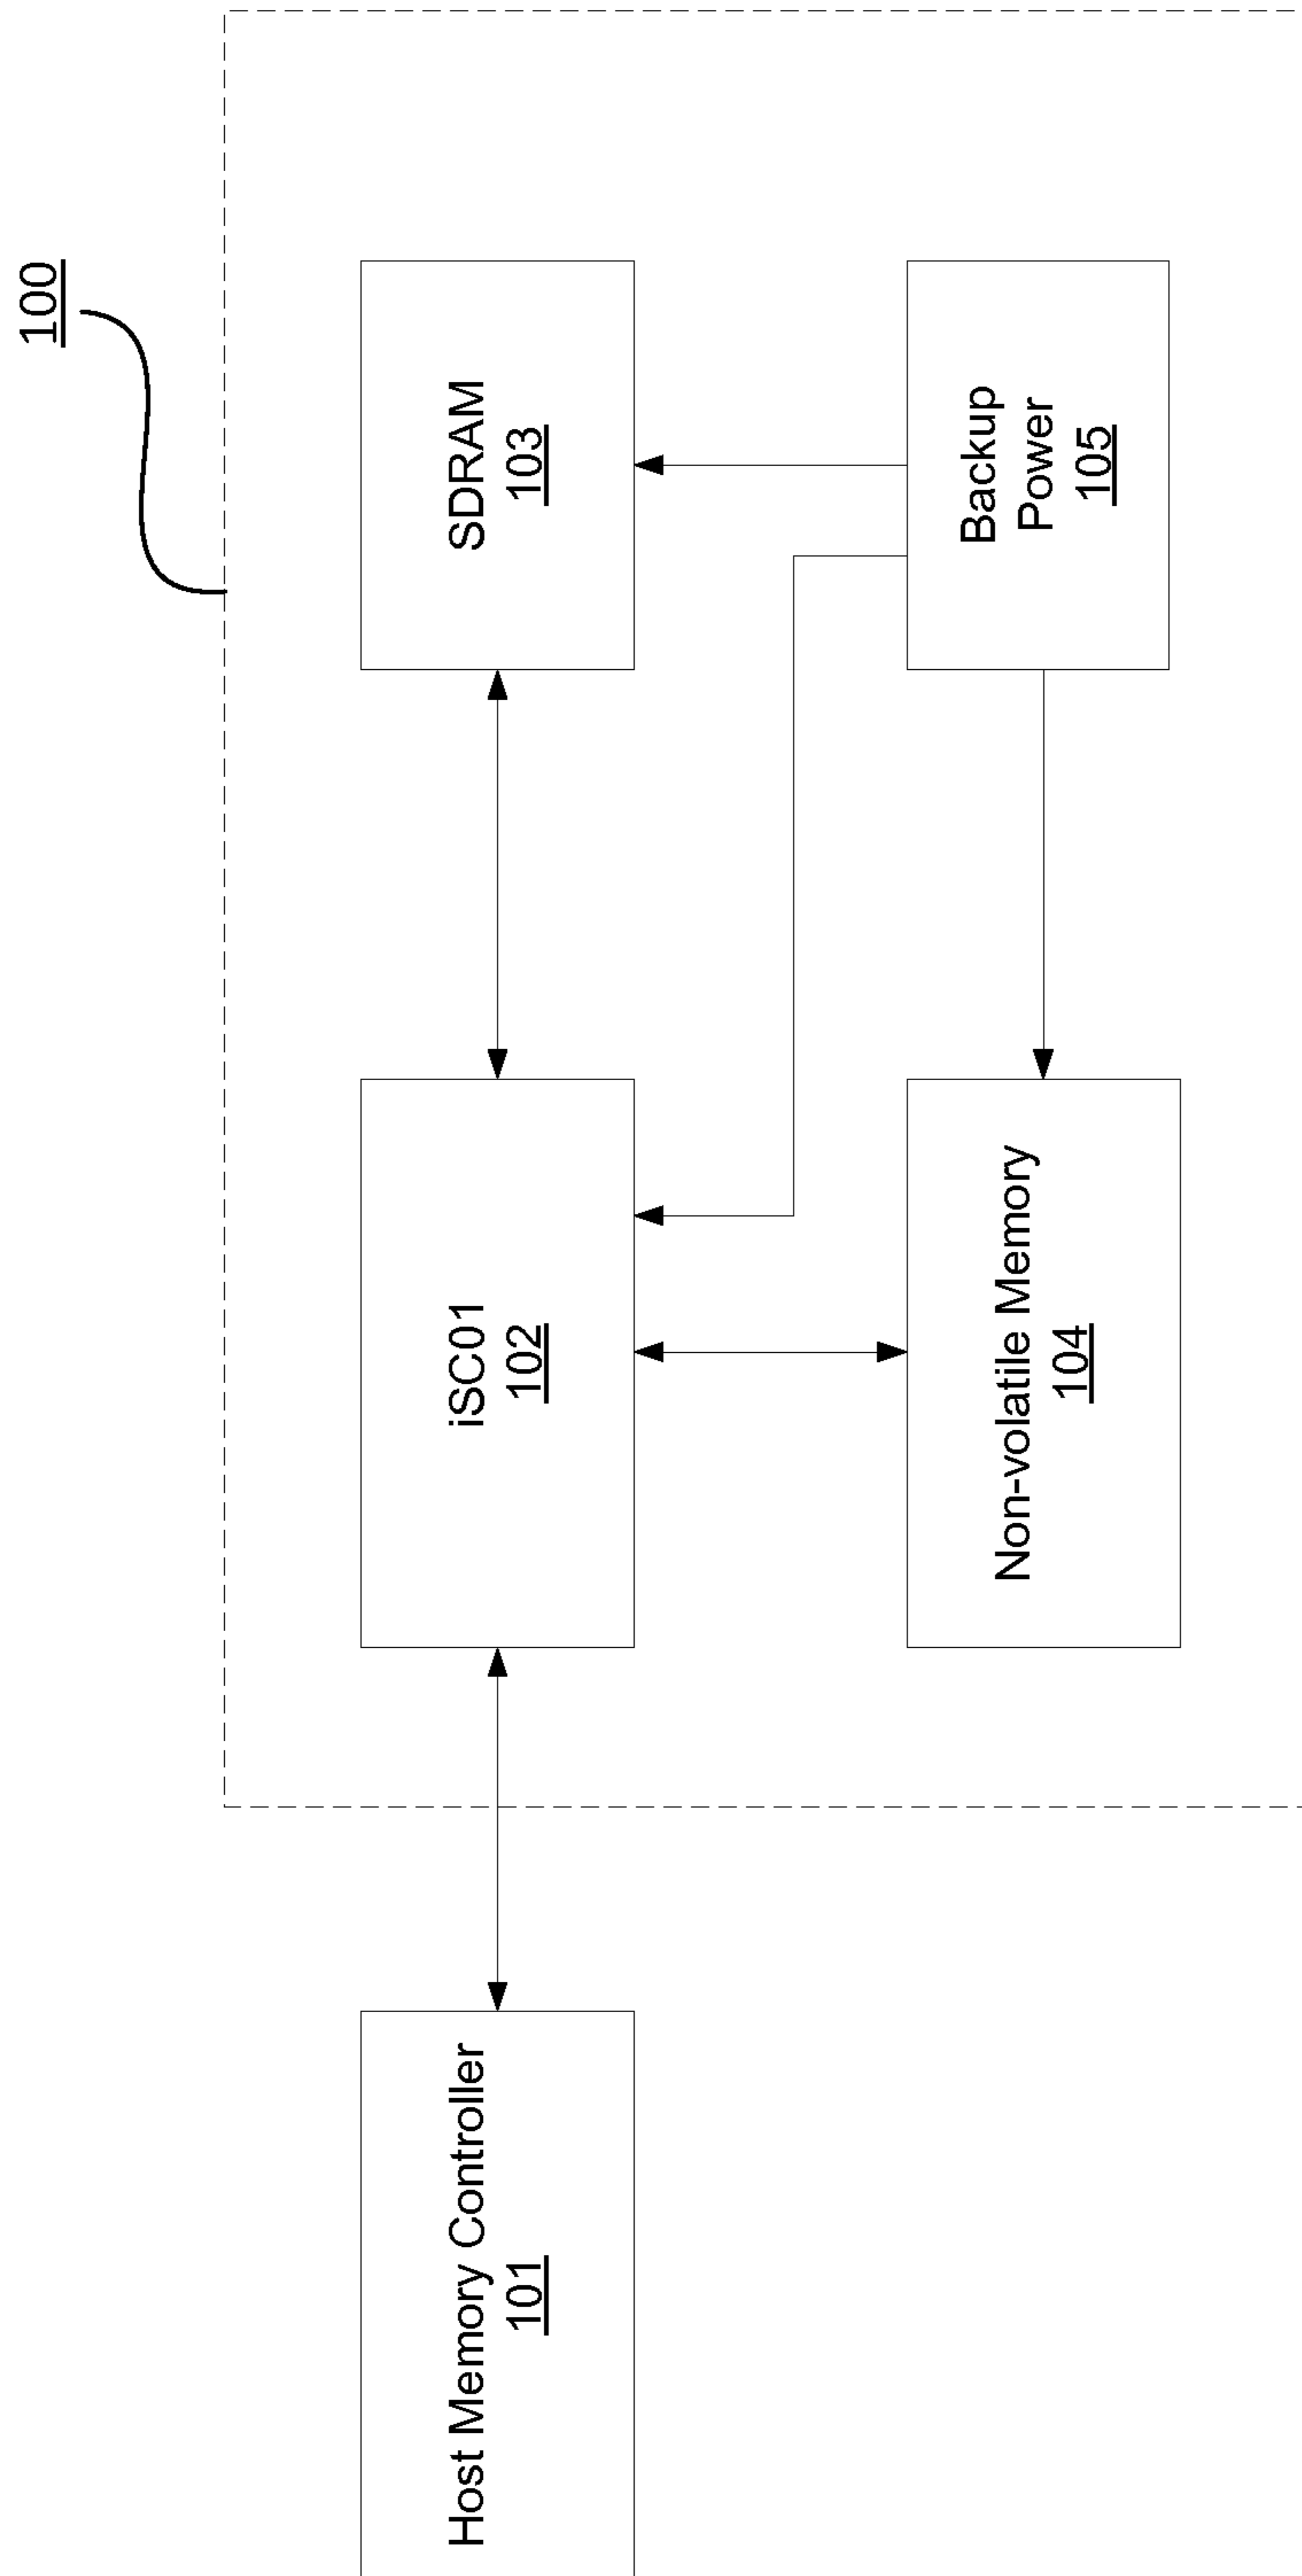 100
Host Memory Controller
101
iSC01
102
SDRAM
103
Non-volatile Memory
104
Backup
Power
105